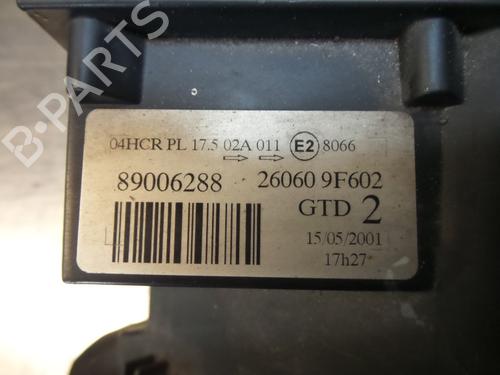 04HCR PL 17.5 02A 011 E2 8066
89006288 26060 9F602
GTD 2
15/05/2001
17h27
B-PARTS